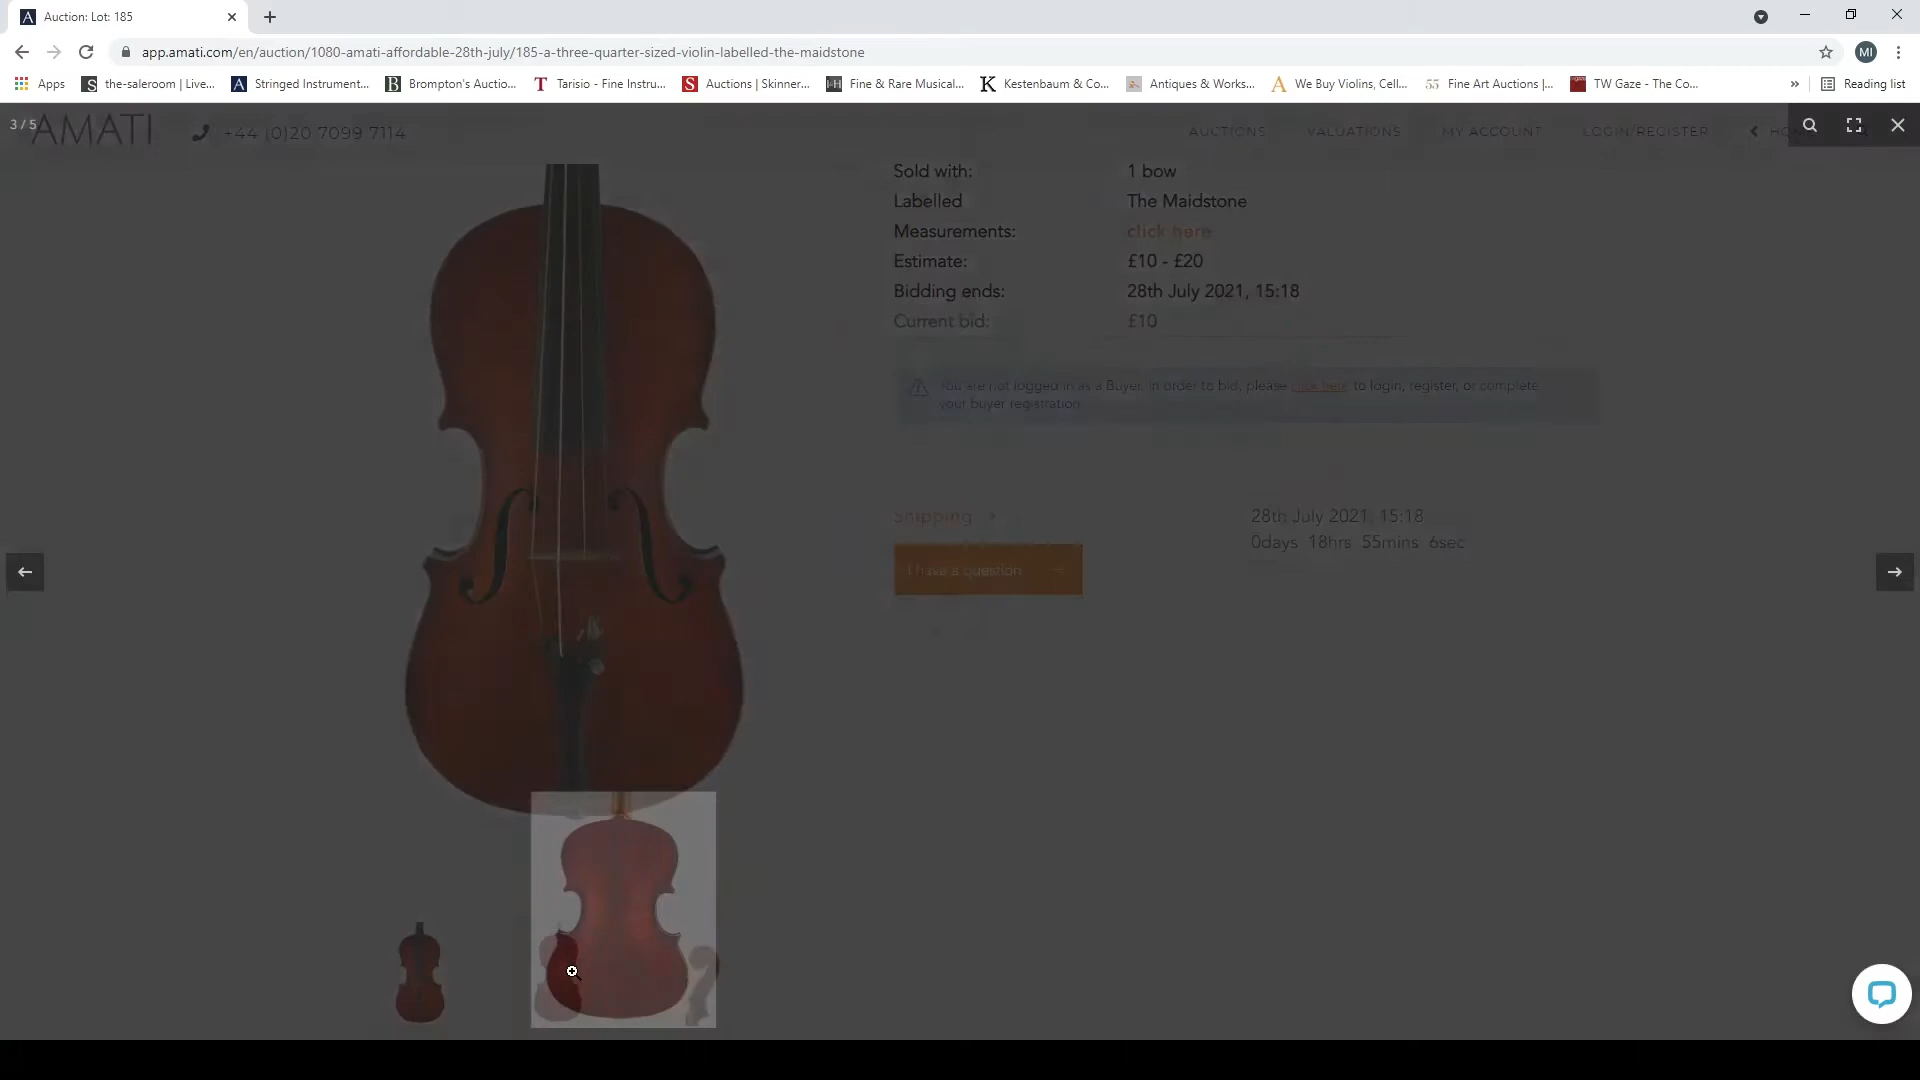 Auction: Lot: 185
app.amati.com/en/auction/1080-amati-affordable-28th-july/185-a-three-quarter-sized-violin-labelled-the-maidstone
MI
Apps
the-saleroom | Live...
Stringed Instrument...
Brompton's Auctio...
Tarisio - Fine Instru...
Auctions | Skinner...
Fine & Rare Musical...
Kestenbaum & Co...
Antiques & Works...
We Buy Violins, Cell...
Fine Art Auctions |...
TW Gaze - The Co...
Reading list
3 / 5
AMATI
+44 (0)20 7099 7114
AUCTIONS
VALUATIONS
MY ACCOUNT
LOGIN/REGISTER
Sold with: 1 bow
Labelled The Maidstone
Measurements: click here
Estimate: £10 - £20
Bidding ends: 28th July 2021, 15:18
Current bid: £10
You are not logged in as a Buyer. In order to bid, please click here to login, register, or complete
your buyer registration.
Shipping
28th July 2021, 15:18
0days 18hrs 55mins 6sec
I have a question